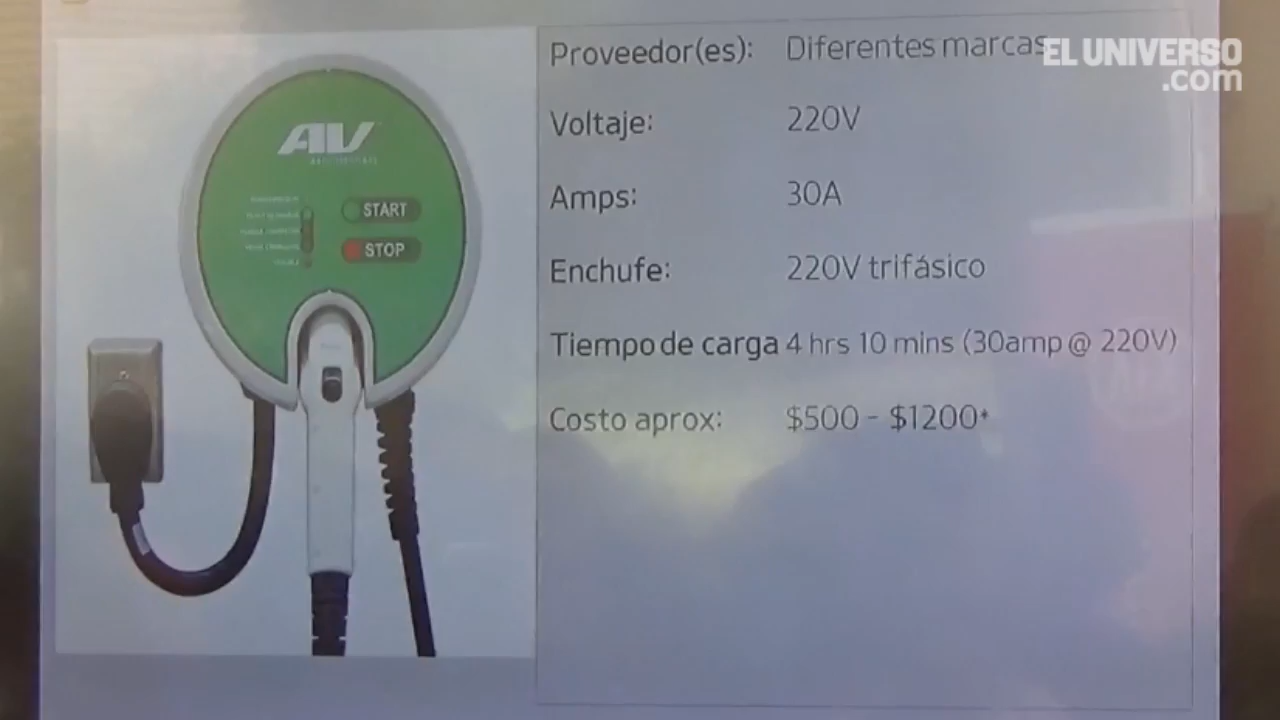 Proveedor(es): Diferentes marcas
EL UNIVERSO
.com
Voltaje: 220V
Amps: 30A
Enchufe: 220V trifásico
Tiempo de carga 4 hrs 10 mins (30amp @ 220V)
Costo aprox: $500 - $1200*
AV
START
STOP